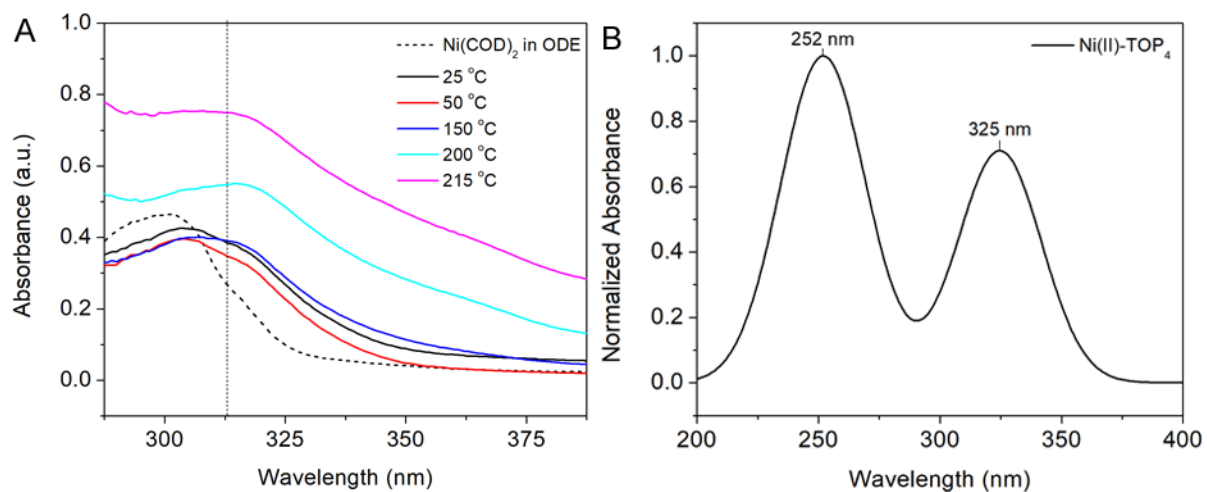 A
1.0
0.8
0.6
0.4
0.2
0.0
Absorbance (a.u.)
300
325
350
375
Wavelength (nm)
Ni(COD)₂ in ODE
25 °C
50 °C
150 °C
200 °C
215 °C
B
1.0
0.8
0.6
0.4
0.2
0.0
Normalized Absorbance
200
250
300
350
400
Wavelength (nm)
252 nm
325 nm
Ni(II)-TOP₄